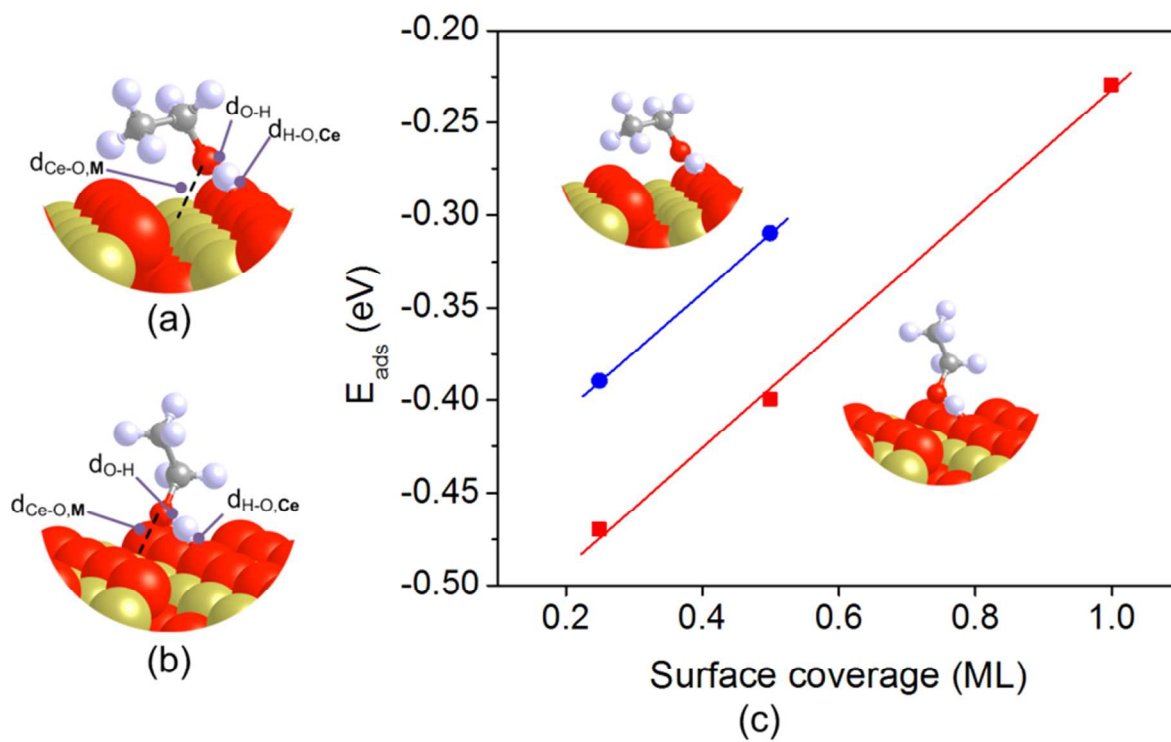 d_O-H
d_H-O,Ce
d_Ce-O,M
(a)
d_O-H
d_Ce-O,M
d_H-O,Ce
(b)
-0.20
-0.25
-0.30
-0.35
-0.40
-0.45
-0.50
E_ads (eV)
0.2 0.4 0.6 0.8 1.0
Surface coverage (ML)
(c)